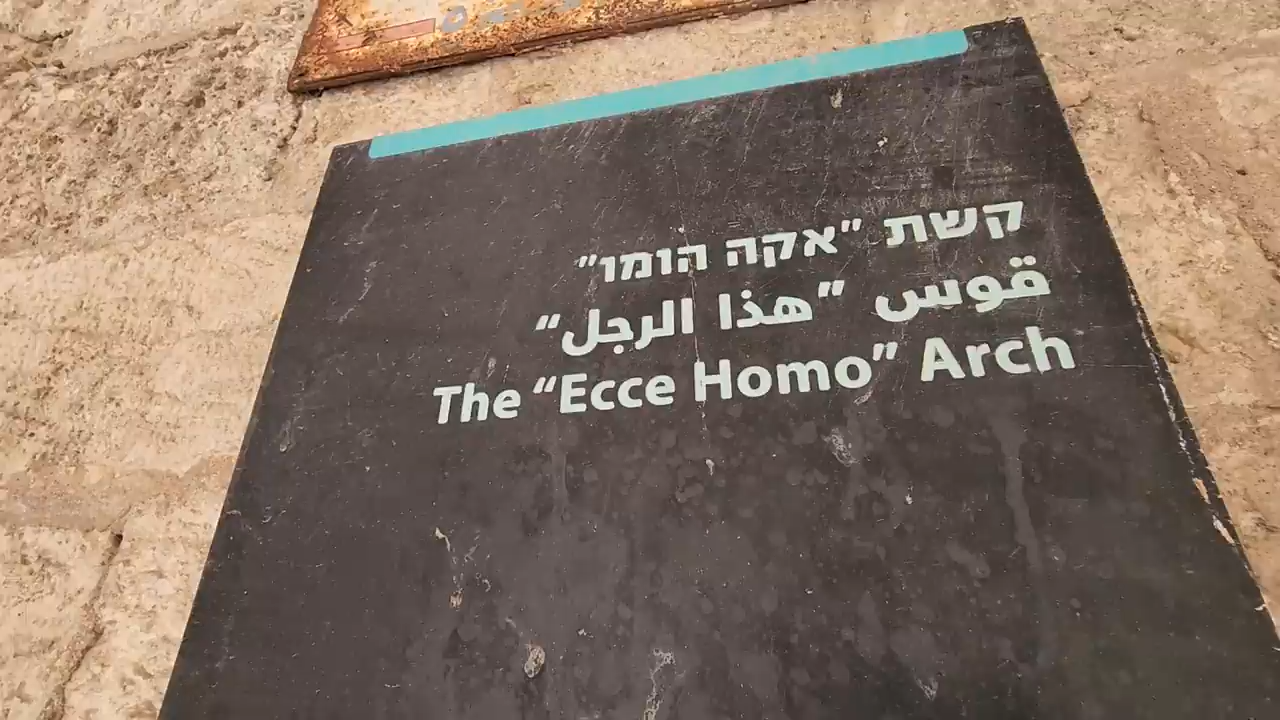 קשת "אקה הומו"
قوس "هذا الرجل"
The “Ecce Homo” Arch